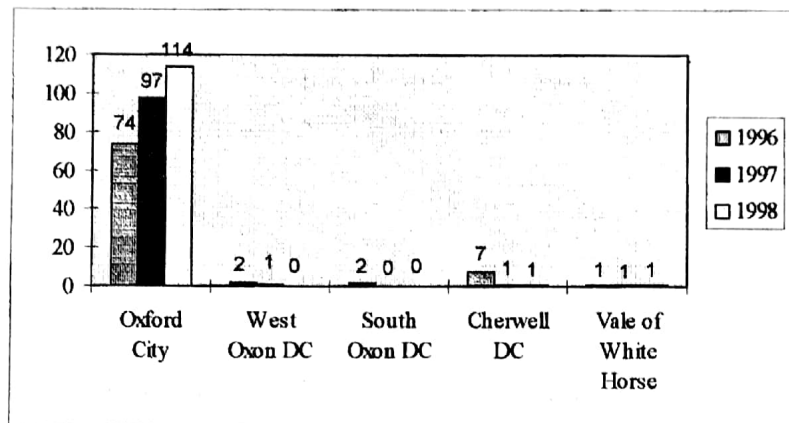 120
100
80
60
40
20
0
74
97
114
2
1
0
2
0
0
7
1
1
1
1
1
Oxford
City
West
Oxon DC
South
Oxon DC
Cherwell
DC
Vale of
White
Horse
1996
1997
1998